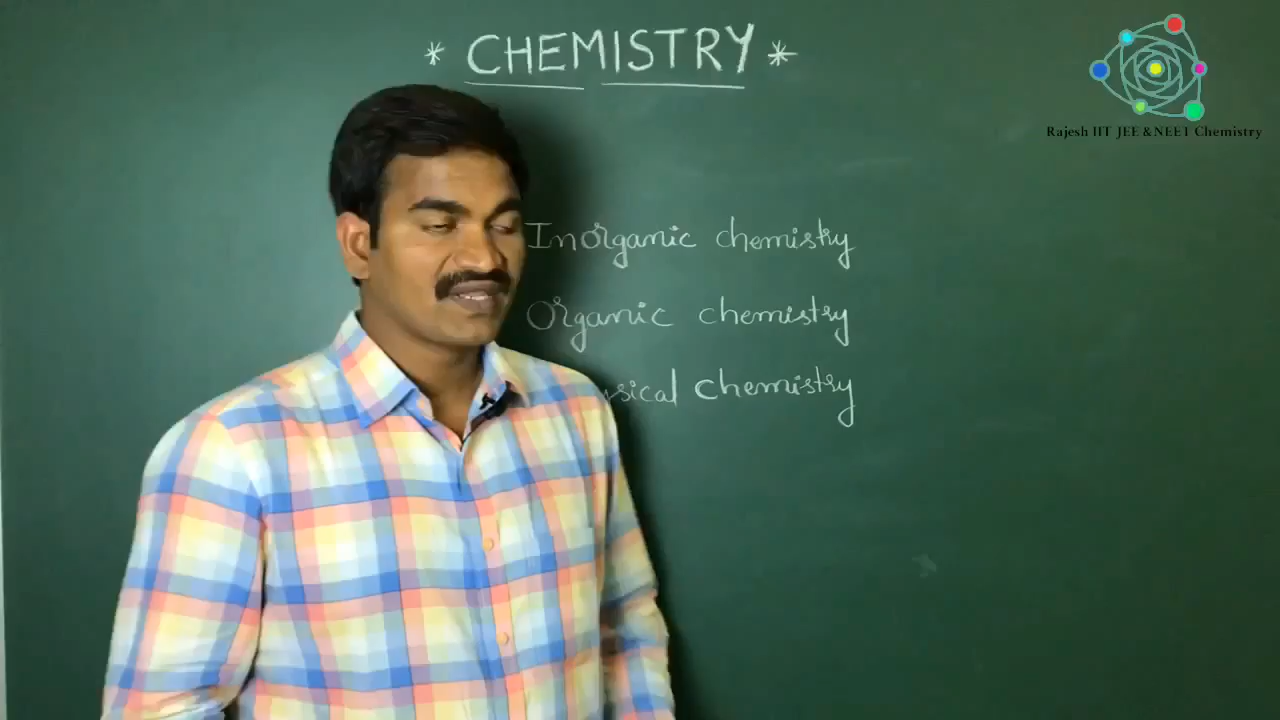 * CHEMISTRY *
Rajesh IIT JEE & NEET Chemistry
Inorganic chemistry
Organic chemistry
chemistry